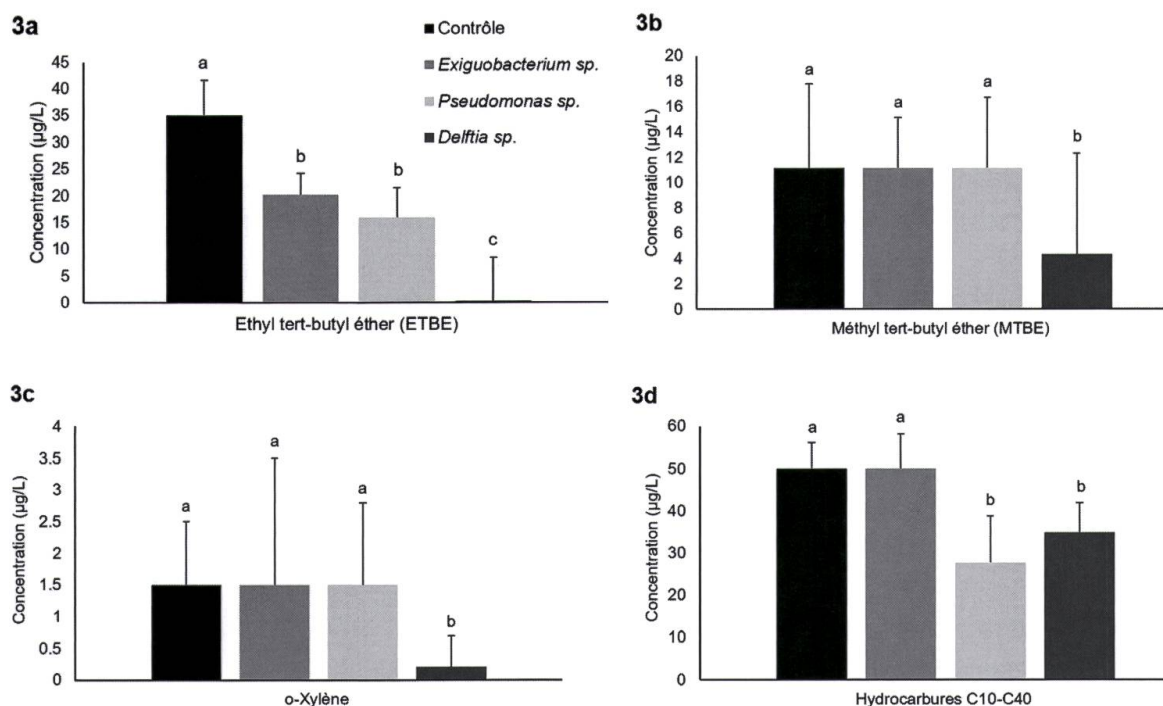 3a
Contrôle
Exiguobacterium sp.
Pseudomonas sp.
Delftia sp.
Concentration (µg/L)
45
40
35
30
25
20
15
10
5
0
a
b
b
c
Ethyl tert-butyl éther (ETBE)
3b
Concentration (µg/L)
20
18
16
14
12
10
8
6
4
2
0
a
a
a
b
Méthyl tert-butyl éther (MTBE)
3c
Concentration (µg/L)
4
3.5
3
2.5
2
1.5
1
0.5
0
a
a
a
b
o-Xylène
3d
Concentration (µg/L)
60
50
40
30
20
10
0
a
a
b
b
Hydrocarbures C10-C40